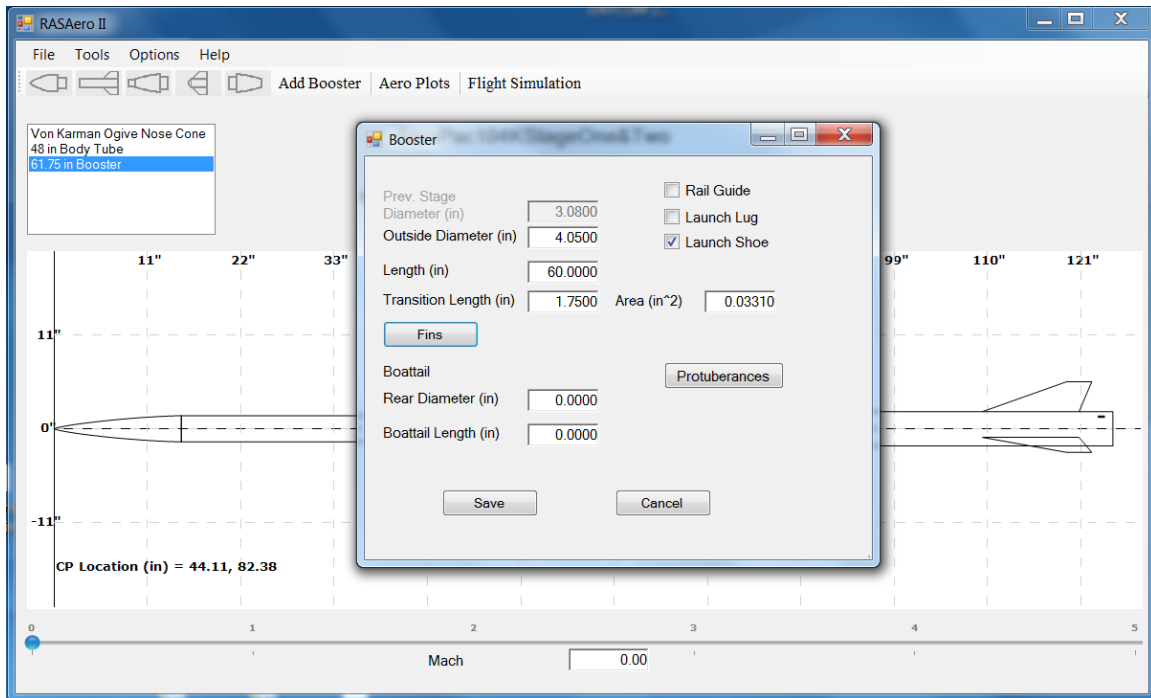 RASAero II
File Tools Options Help
Add Booster Aero Plots Flight Simulation
Von Karman Ogive Nose Cone
48 in Body Tube
61.75 in Booster
Booster
Pac104KStageOne&Two
Prev. Stage
Diameter (in) 3.0800
Outside Diameter (in) 4.0500
Length (in) 60.0000
Transition Length (in) 1.7500 Area (in^2) 0.03310
Rail Guide
Launch Lug
Launch Shoe
Fins
Boattail
Rear Diameter (in) 0.0000
Boattail Length (in) 0.0000
Protuberances
Save Cancel
11" 22" 33" 99" 110" 121"
11"
0"
-11"
CP Location (in) = 44.11, 82.38
0 1 2 3 4 5
Mach 0.00